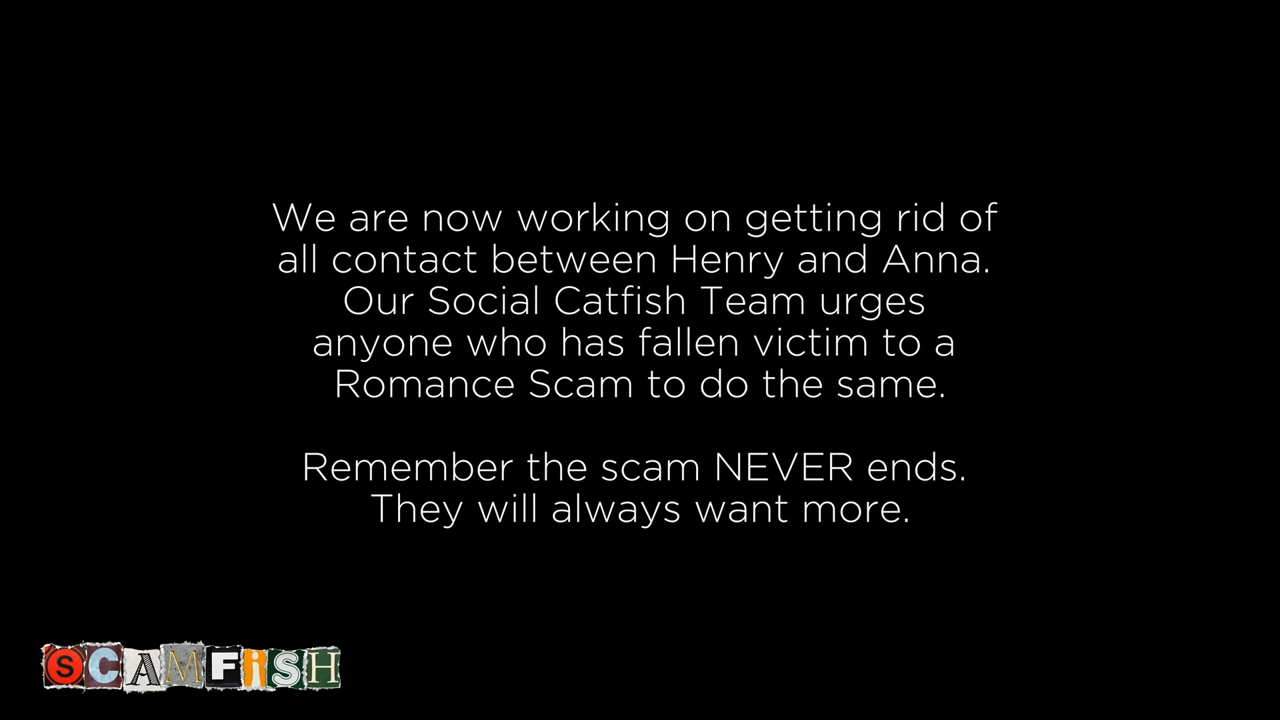 We are now working on getting rid of
all contact between Henry and Anna.
Our Social Catfish Team urges
anyone who has fallen victim to a
Romance Scam to do the same.
Remember the scam NEVER ends.
They will always want more.
SCAMFiSH